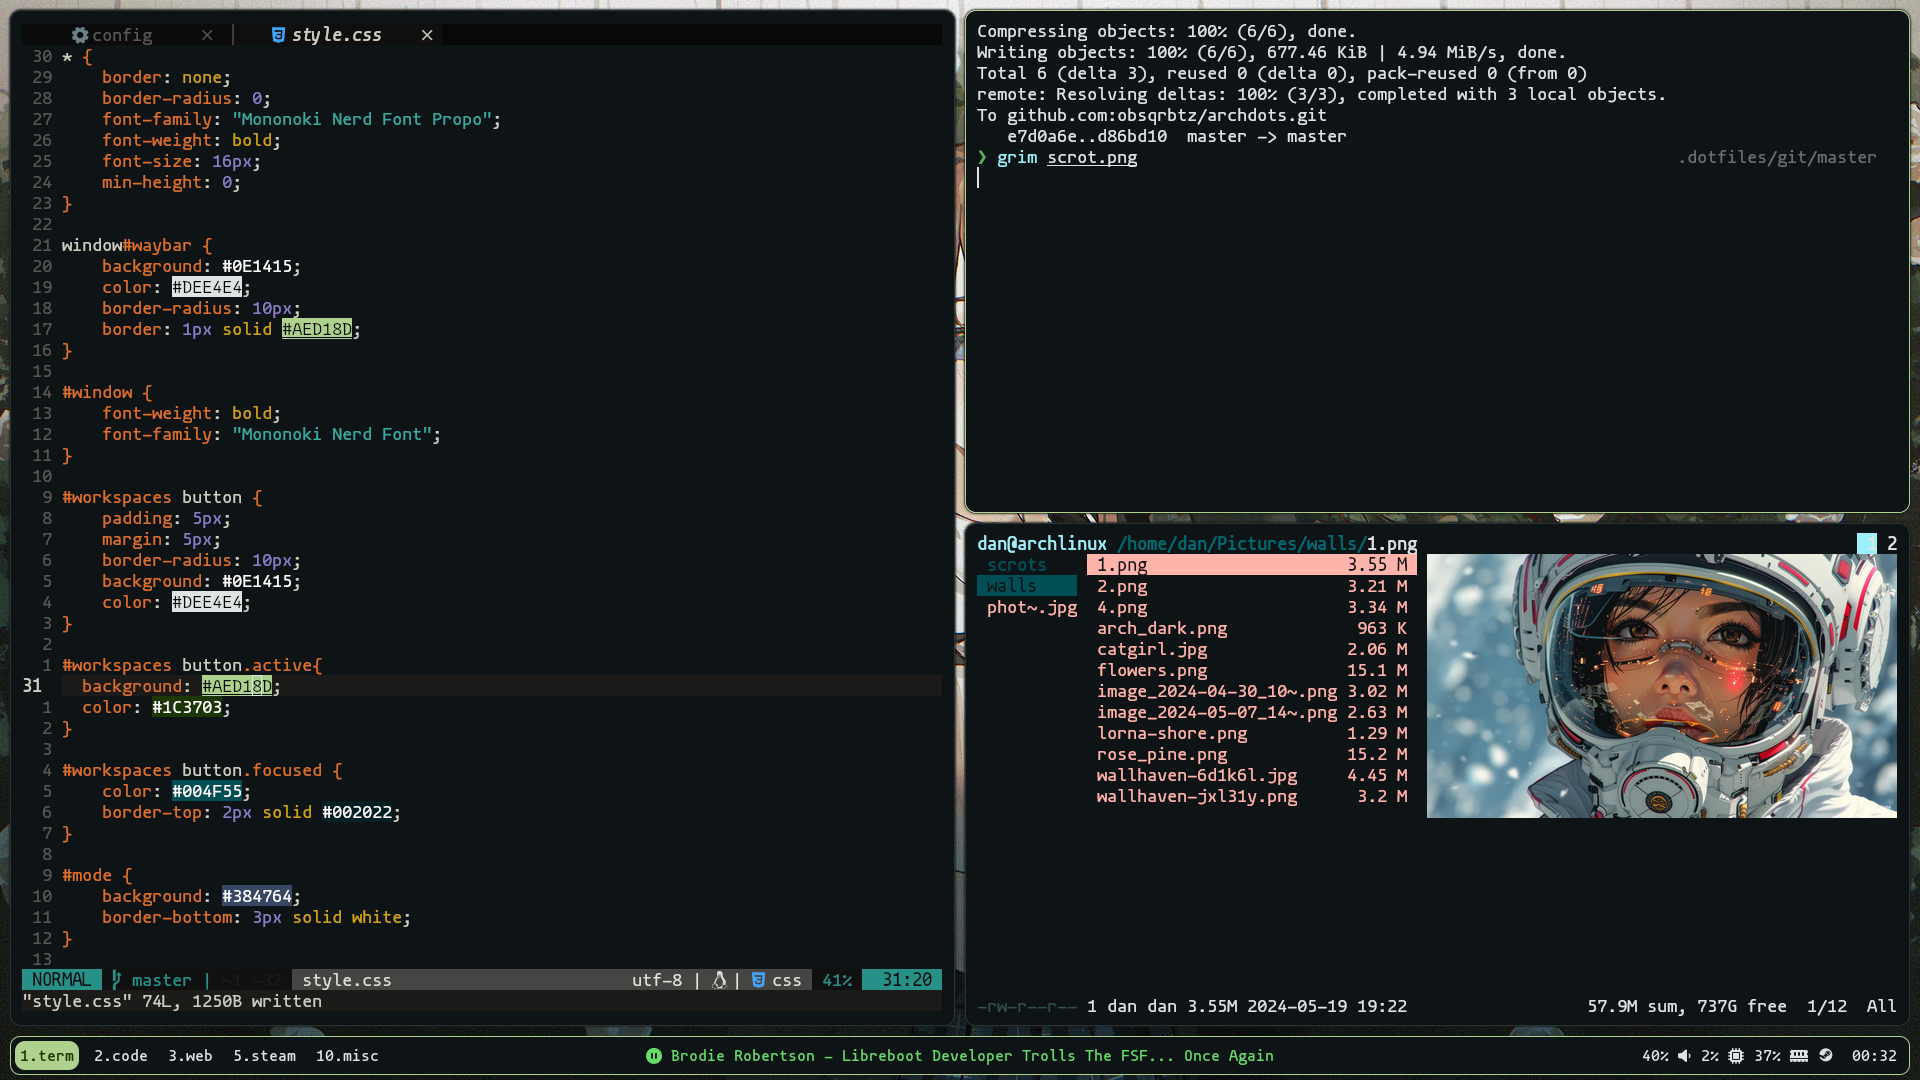 config × | style.css ×
30 * {
29 border: none;
28 border-radius: 0;
27 font-family: "Mononoki Nerd Font Propo";
26 font-weight: bold;
25 font-size: 16px;
24 min-height: 0;
23 }
22
21 window#waybar {
20 background: #0E1415;
19 color: #DEE4E4;
18 border-radius: 10px;
17 border: 1px solid #AED18D;
16 }
15
14 #window {
13 font-weight: bold;
12 font-family: "Mononoki Nerd Font";
11 }
10
9 #workspaces button {
8 padding: 5px;
7 margin: 5px;
6 border-radius: 10px;
5 background: #0E1415;
4 color: #DEE4E4;
3 }
2
1 #workspaces button.active{
31 background: #AED18D;
1 color: #1C3703;
2 }
3
4 #workspaces button.focused {
5 color: #004F55;
6 border-top: 2px solid #002022;
7 }
8
9 #mode {
10 background: #384764;
11 border-bottom: 3px solid white;
12 }
13
NORMAL master | ~1 -32 style.css utf-8 | | css 41% 31:20
"style.css" 74L, 1250B written
Compressing objects: 100% (6/6), done.
Writing objects: 100% (6/6), 677.46 KiB | 4.94 MiB/s, done.
Total 6 (delta 3), reused 0 (delta 0), pack-reused 0 (from 0)
remote: Resolving deltas: 100% (3/3), completed with 3 local objects.
To github.com:obsqrbtz/archdots.git
e7d0a6e..d86bd10 master -> master
❯ grim scrot.png .dotfiles/git/master
dan@archlinux /home/dan/Pictures/walls/1.png 1 2
scrots 1.png 3.55 M
walls 2.png 3.21 M
phot~.jpg 4.png 3.34 M
arch_dark.png 963 K
catgirl.jpg 2.06 M
flowers.png 15.1 M
image_2024-04-30_10~.png 3.02 M
image_2024-05-07_14~.png 2.63 M
lorna-shore.png 1.29 M
rose_pine.png 15.2 M
wallhaven-6d1k6l.jpg 4.45 M
wallhaven-jxl31y.png 3.2 M
-rw-r--r-- 1 dan dan 3.55M 2024-05-19 19:22 57.9M sum, 737G free 1/12 All
1.term 2.code 3.web 5.steam 10.misc Brodie Robertson - Libreboot Developer Trolls The FSF... Once Again 40% 2% 37% 00:32